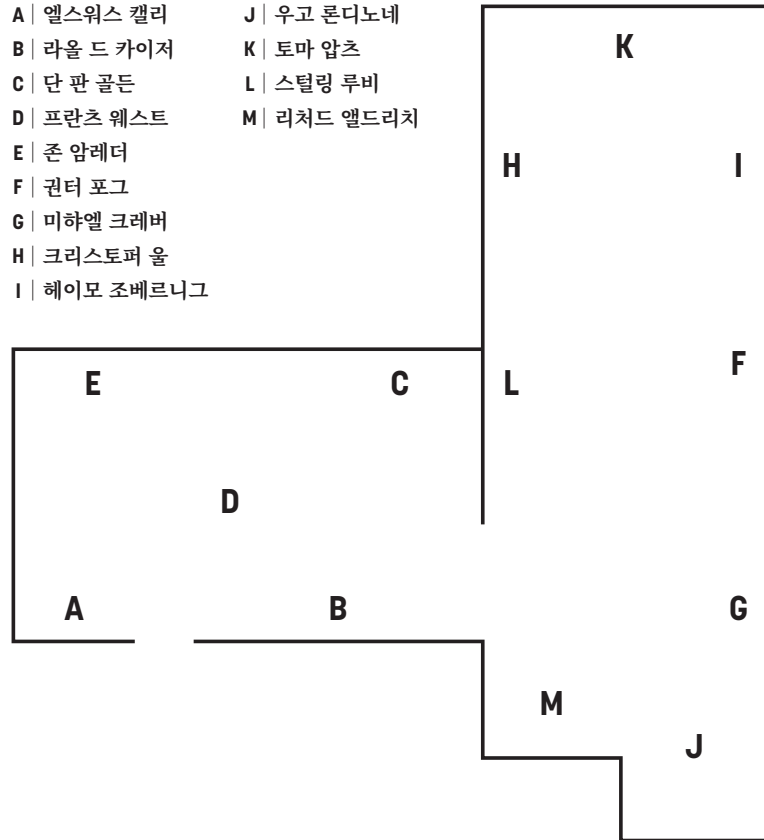 A | 엘스워스 캘리
B | 라울 드 카이저
C | 단 판 골든
D | 프란츠 웨스트
E | 존 암레더
F | 퀀터 포그
G | 미햐엘 크레버
H | 크리스토퍼 울
I | 헤이모 조베르니그
J | 우고 론디노네
K | 토마 압츠
L | 스털링 루비
M | 리처드 앨드리치
K
H I
F
E C L
D
A B G
M
J